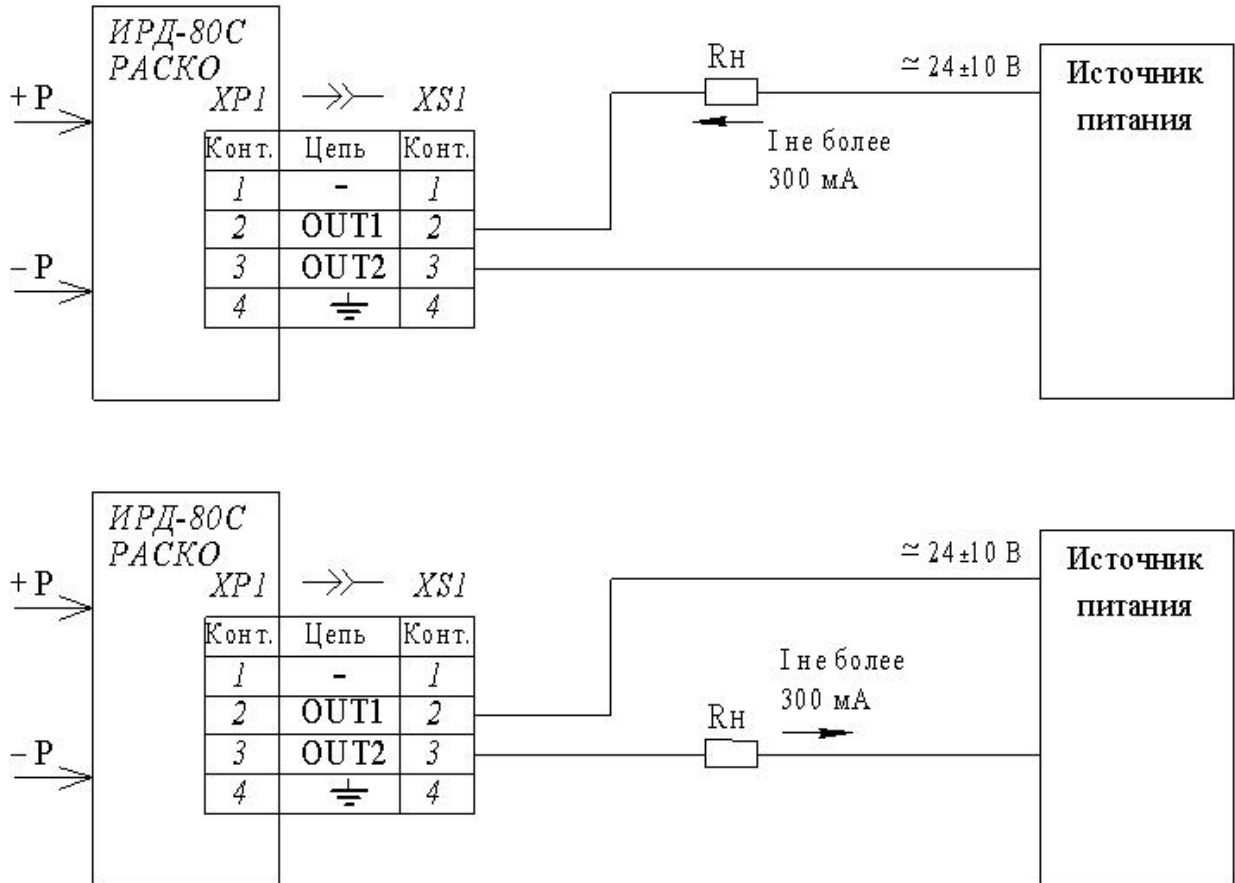 ИРД-80С
РАСКО
+ P
XP1
XS1
Rн
≃ 24±10 В
Источник
питания
I не более
300 мА
Конт. Цепь Конт.
1 - 1
2 OUT1 2
3 OUT2 3
4 4
– P
ИРД-80С
РАСКО
+ P
XP1
XS1
≃ 24±10 В
Источник
питания
I не более
300 мА
Rн
Конт. Цепь Конт.
1 - 1
2 OUT1 2
3 OUT2 3
4 4
– P